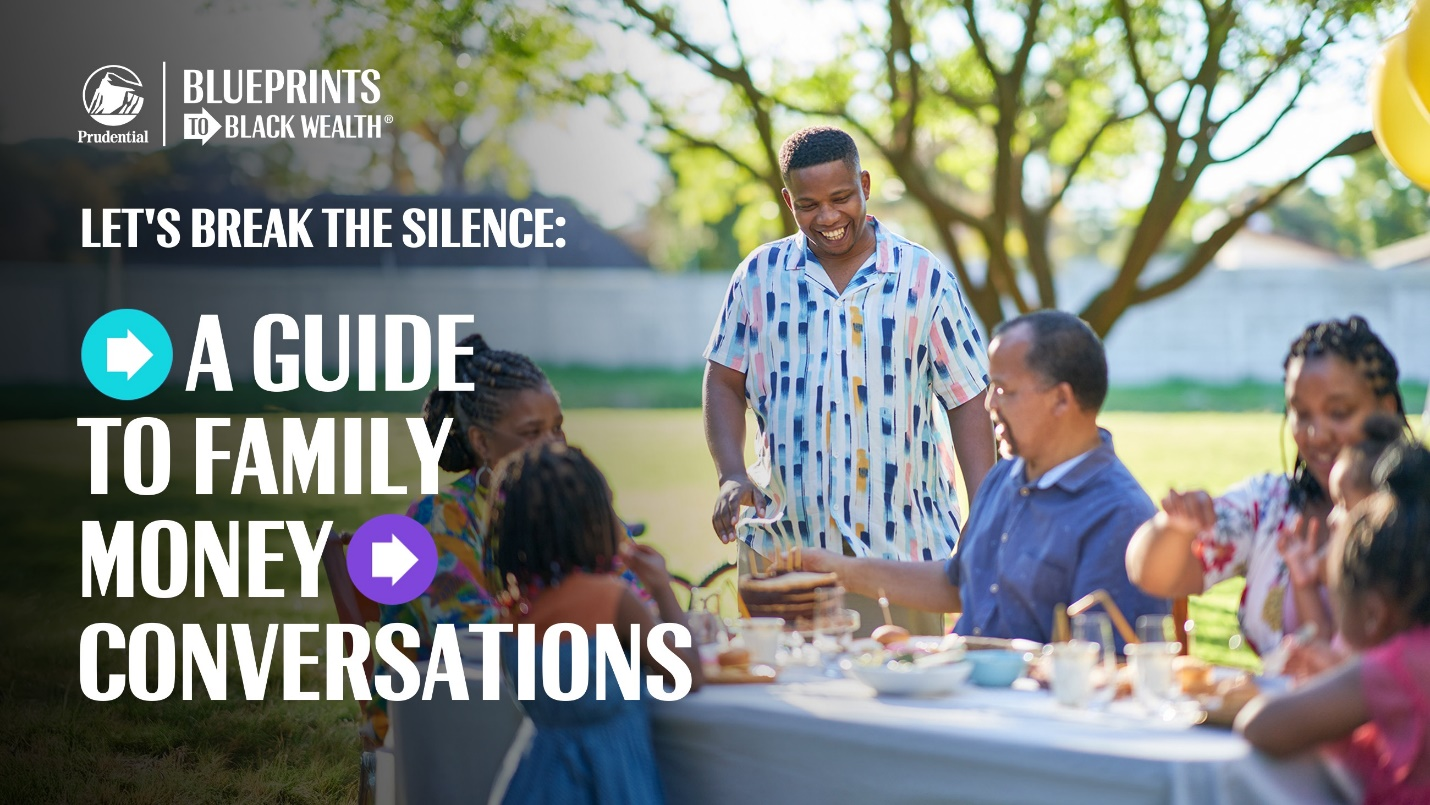 Prudential
BLUEPRINTS
TO BLACK WEALTH®
LET'S BREAK THE SILENCE:
A GUIDE
TO FAMILY
MONEY
CONVERSATIONS